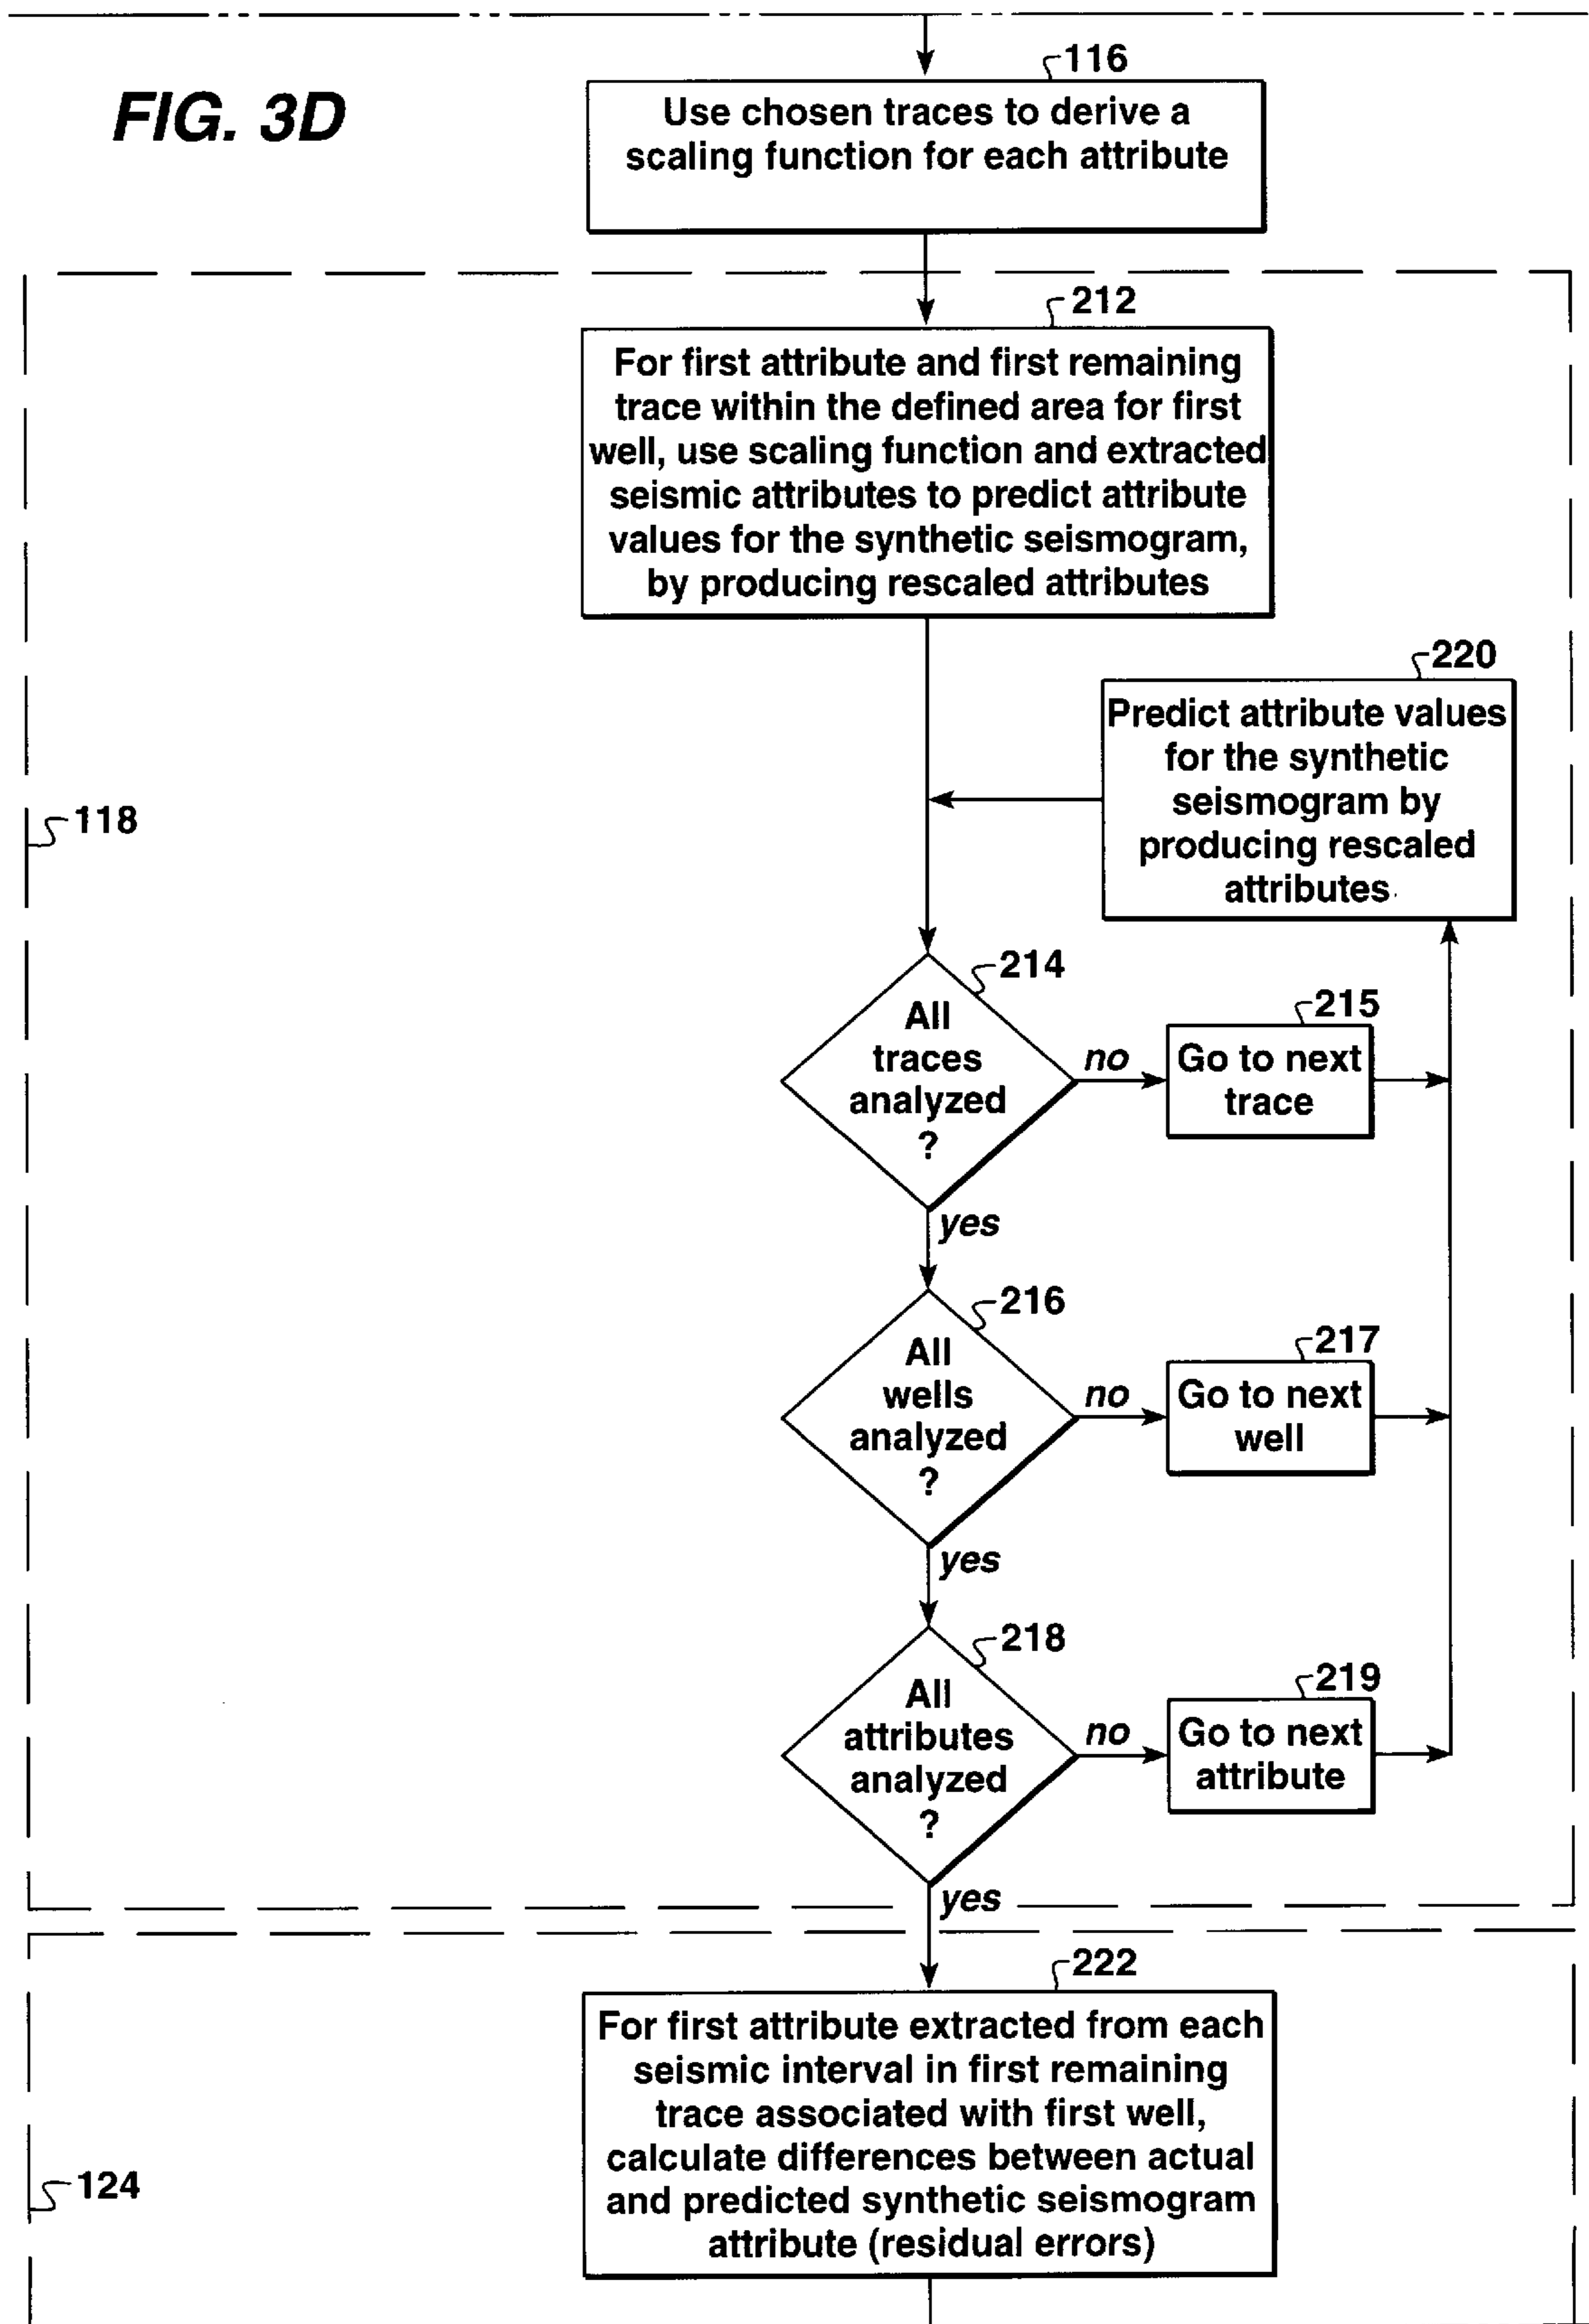 FIG. 3D
116
Use chosen traces to derive a
scaling function for each attribute
212
For first attribute and first remaining
trace within the defined area for first
well, use scaling function and extracted
seismic attributes to predict attribute
values for the synthetic seismogram,
by producing rescaled attributes
220
Predict attribute values
for the synthetic
seismogram by
producing rescaled
attributes
118
214
All
traces
analyzed
?
no
215
Go to next
trace
yes
216
All
wells
analyzed
?
no
217
Go to next
well
yes
218
All
attributes
analyzed
?
no
219
Go to next
attribute
yes
222
For first attribute extracted from each
seismic interval in first remaining
trace associated with first well,
calculate differences between actual
and predicted synthetic seismogram
attribute (residual errors)
124